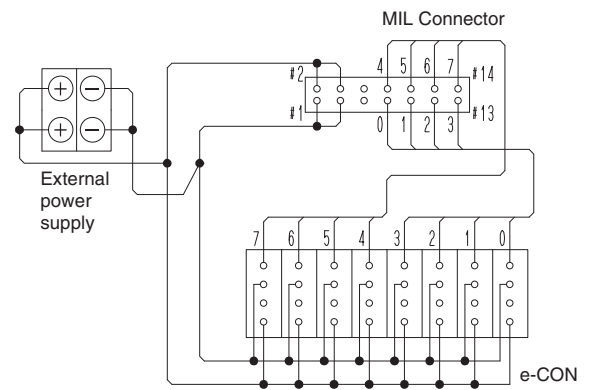 MIL Connector
4 5 6 7
#2 #14
#1 #13
0 1 2 3
+ −
+ −
External
power
supply
7 6 5 4 3 2 1 0
e-CON